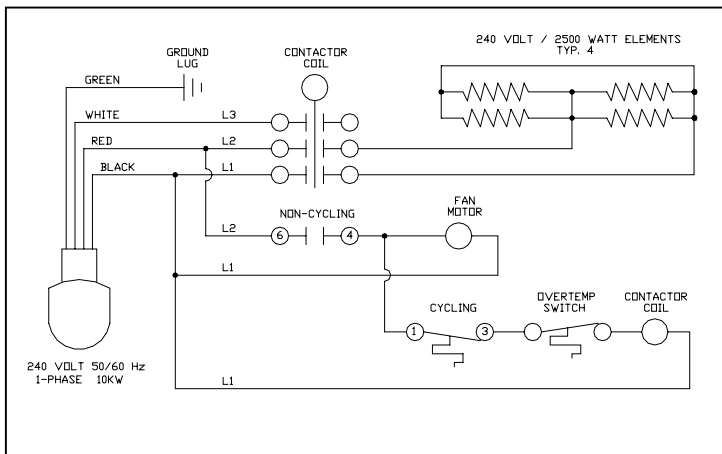 240 VOLT / 2500 WATT ELEMENTS
TYP. 4
GROUND
LUG
CONTACTOR
COIL
GREEN
WHITE
L3
RED
L2
BLACK
L1
FAN
MOTOR
NON-CYCLING
L2
6
4
L1
CYCLING
OVERTEMP
SWITCH
CONTACTOR
COIL
1
3
240 VOLT 50/60 Hz
1-PHASE 10KW
L1